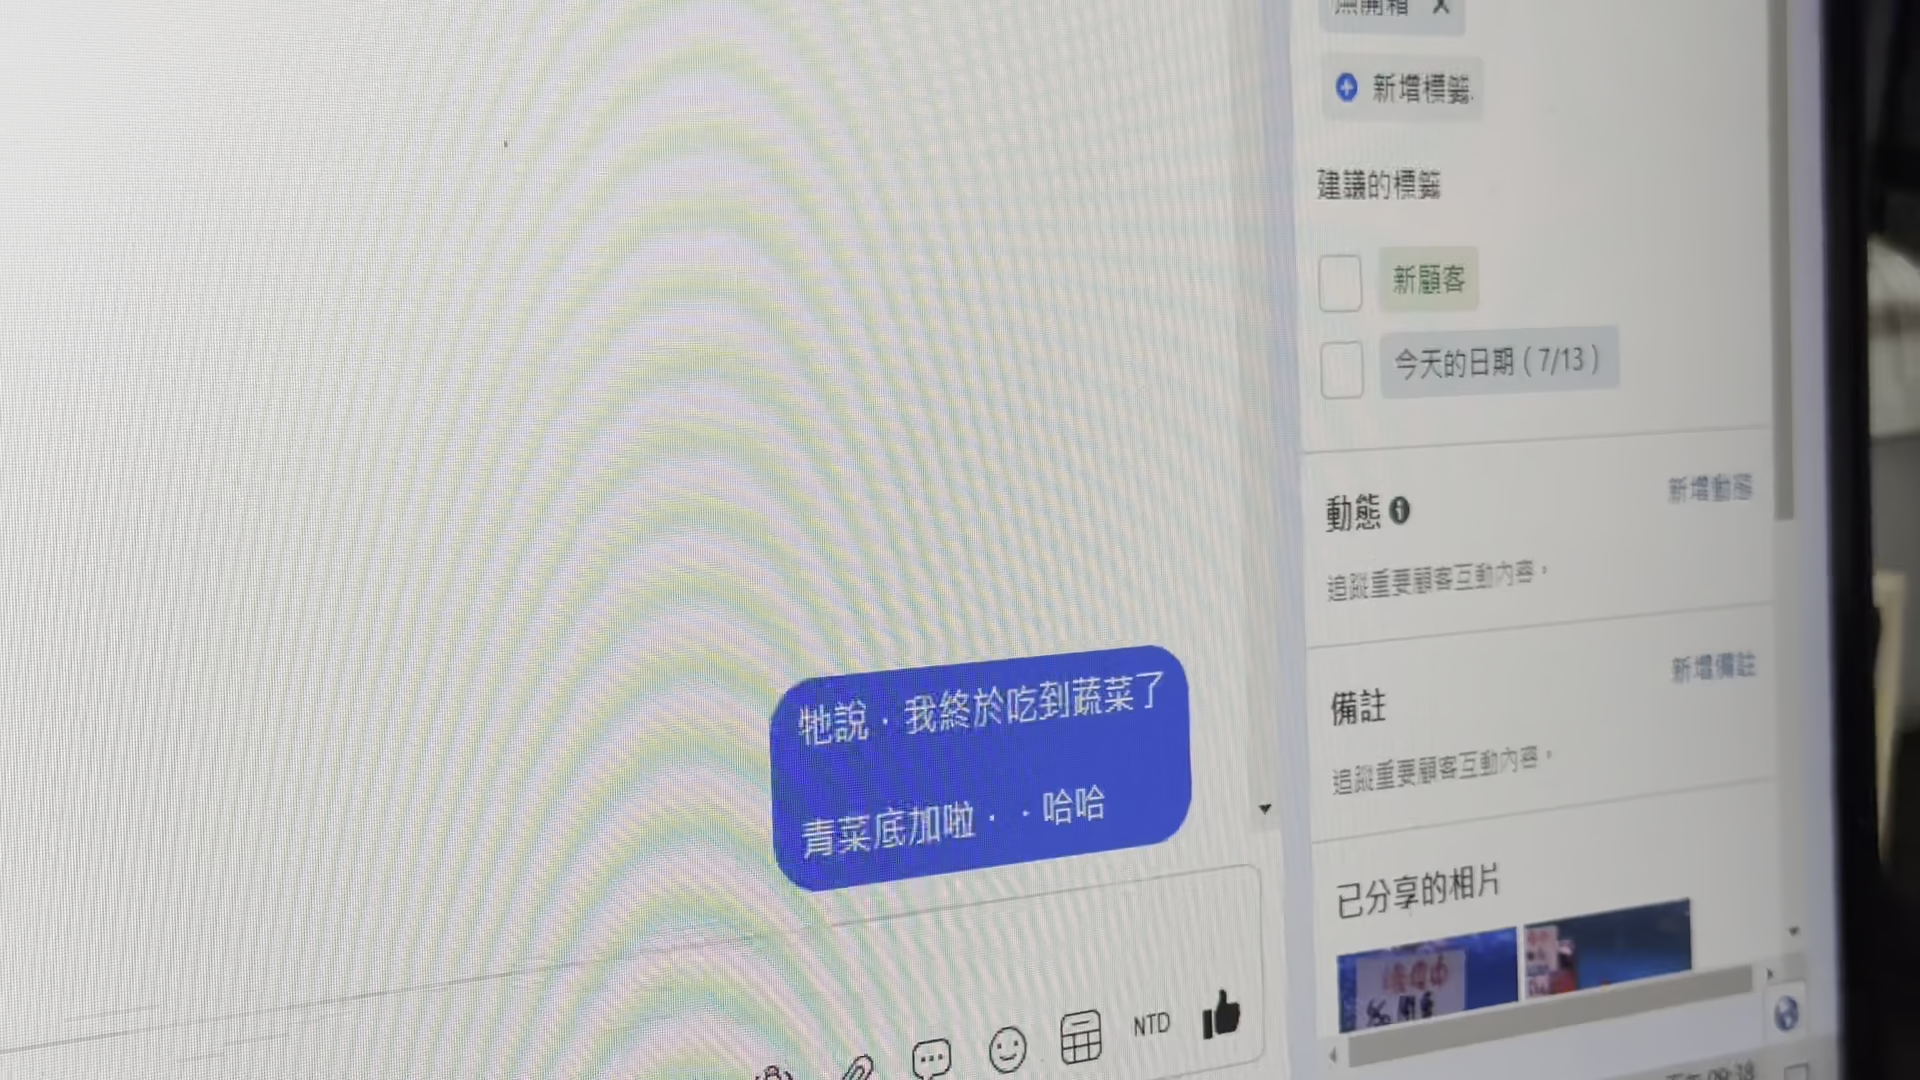 新增標籤
建議的標籤
新顧客
今天的日期 ( 7/13 )
動態
新增動態
追蹤重要顧客互動內容。
備註
新增備註
追蹤重要顧客互動內容。
已分享的相片
牠說．我終於吃到蔬菜了
青菜底加啦．．哈哈
NTD